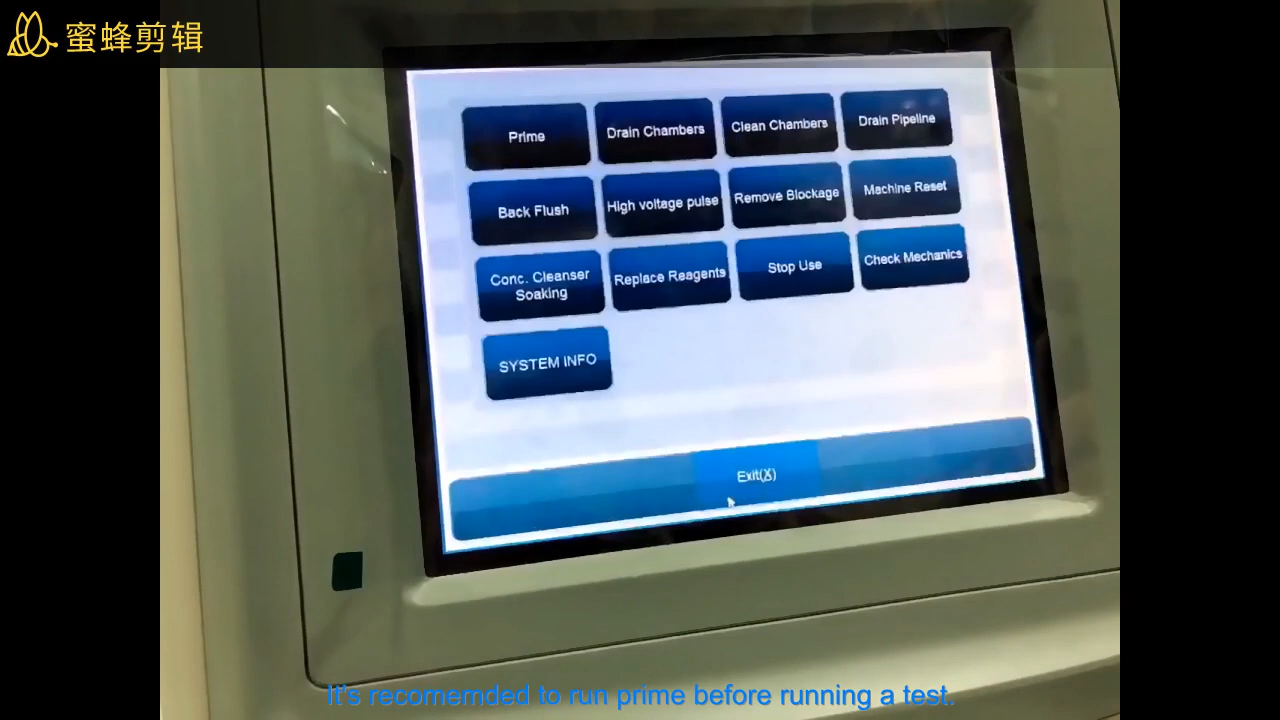 蜜蜂剪辑
Prime
Drain Chambers
Clean Chambers
Drain Pipeline
Back Flush
High voltage pulse
Remove Blockage
Machine Reset
Conc. Cleanser
Soaking
Replace Reagents
Stop Use
Check Mechanics
SYSTEM INFO
Exit(X)
It's recomemded to run prime before running a test.